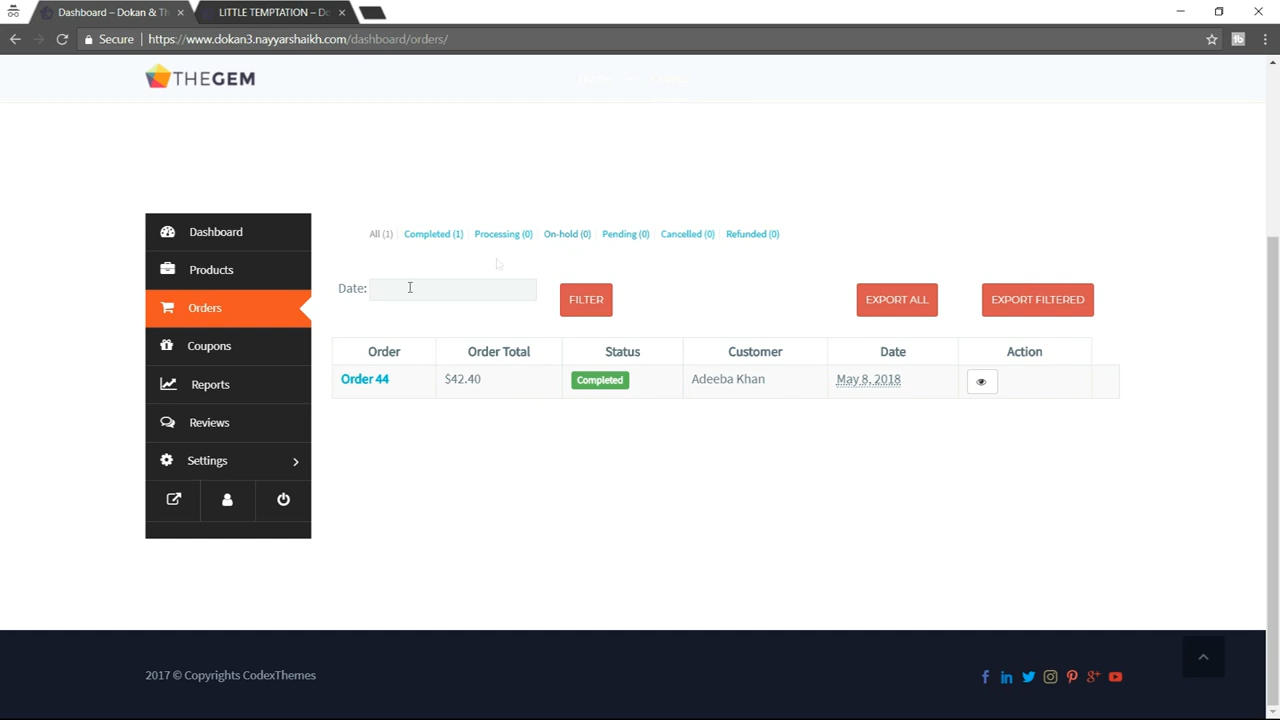 Dashboard – Dokan & Th
LITTLE TEMPTATION – Do
Secure
https://www.dokan3.nayyarshaikh.com/dashboard/orders/
THEGEM
Dashboard
Products
Orders
Coupons
Reports
Reviews
Settings
All (1) Completed (1) Processing (0) On-hold (0) Pending (0) Cancelled (0) Refunded (0)
Date:
FILTER
EXPORT ALL
EXPORT FILTERED
Order Order Total Status Customer Date Action
Order 44 $42.40 Completed Adeeba Khan May 8, 2018
2017 © Copyrights CodexThemes